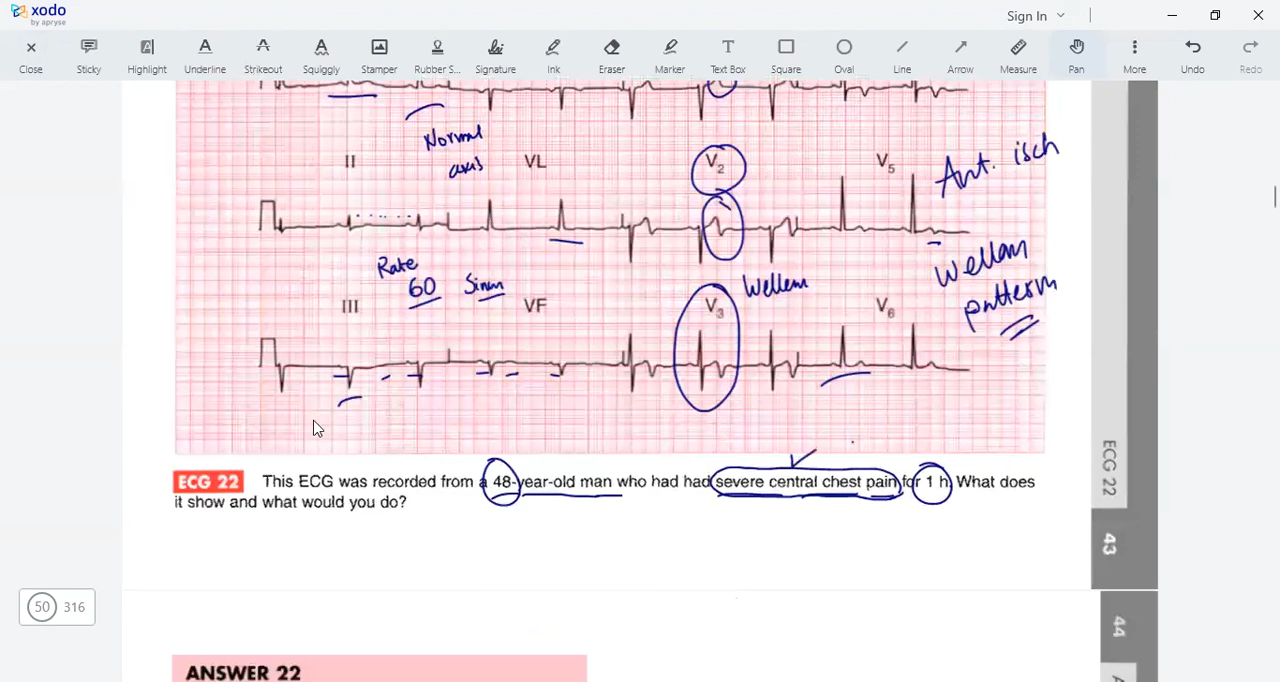 xodo
by apryse
Sign In
Close
Sticky
Highlight
Underline
Strikeout
Squiggly
Stamper
Rubber S...
Signature
Ink
Eraser
Marker
Text Box
Square
Oval
Line
Arrow
Measure
Pan
More
Undo
Redo
Normal
axis
Ant. isch
II
VL
V2
V5
Rate
60
Sinus
Wellem
Wellam
pattern
III
VF
V3
V6
ECG 22
43
ECG 22 This ECG was recorded from a 48-year-old man who had had severe central chest pain for 1 h. What does
it show and what would you do?
50 316
44
ANSWER 22